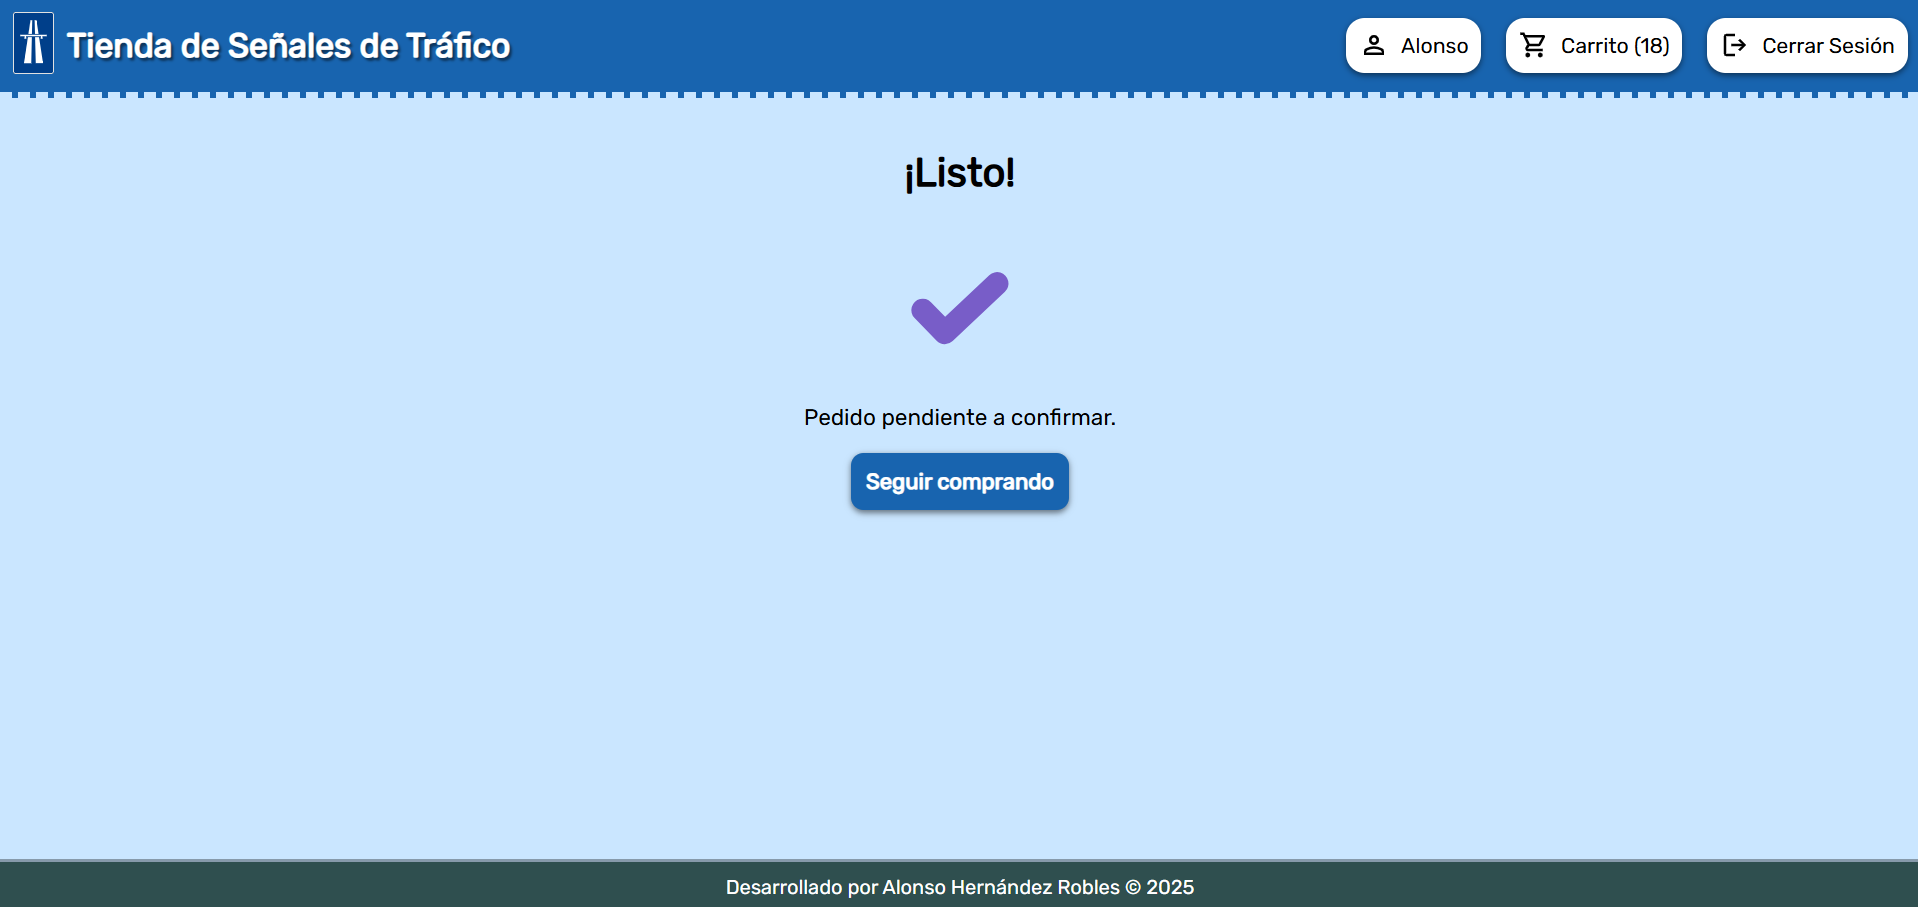 Tienda de Señales de Tráfico
Alonso
Carrito (18)
Cerrar Sesión
¡Listo!
Pedido pendiente a confirmar.
Seguir comprando
Desarrollado por Alonso Hernández Robles © 2025